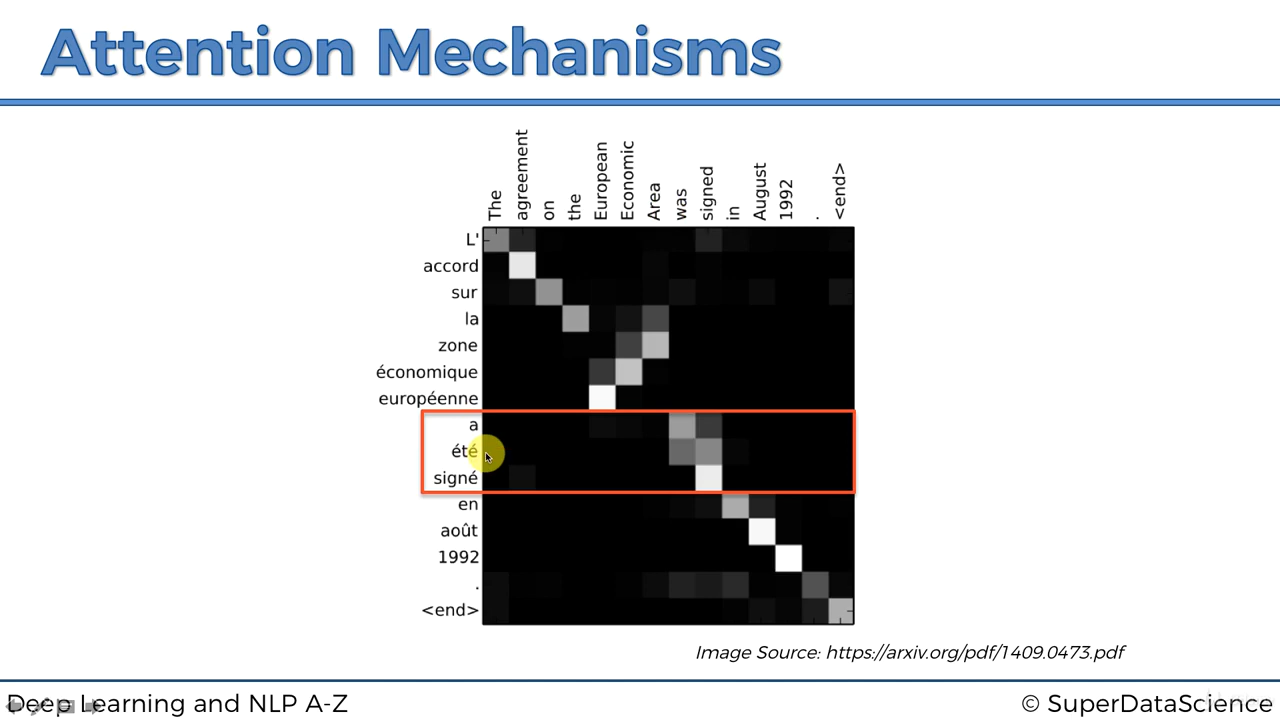 Attention Mechanisms
The agreement on the European Economic Area was signed in August 1992 . <end>
L'
accord
sur
la
zone
économique
européenne
a
été
signé
en
août
1992
.
<end>
Image Source: https://arxiv.org/pdf/1409.0473.pdf
Deep Learning and NLP A-Z
© SuperDataScience